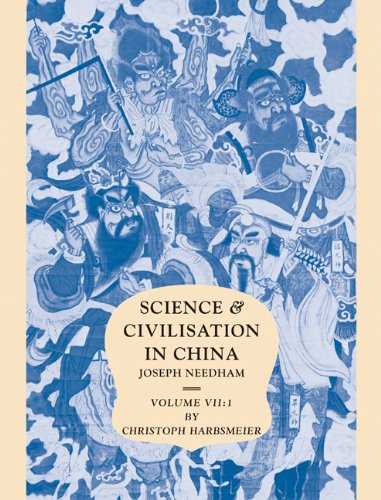 SCIENCE &
CIVILISATION
IN CHINA
JOSEPH NEEDHAM
VOLUME VII:1
BY
CHRISTOPH HARBSMEIER